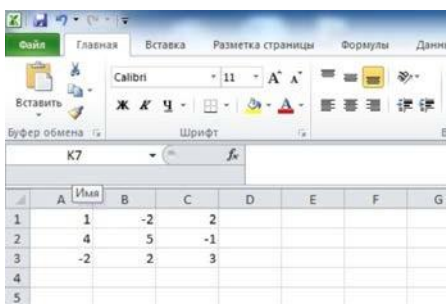 Файл Главная Вставка Разметка страницы Формулы Данн
Вставить
Calibri 11 A A
Ж К Ч
Буфер обмена Шрифт
K7 fx
Имя
A B C D E F G
1 1 -2 2
2 4 5 -1
3 -2 2 3
4
5